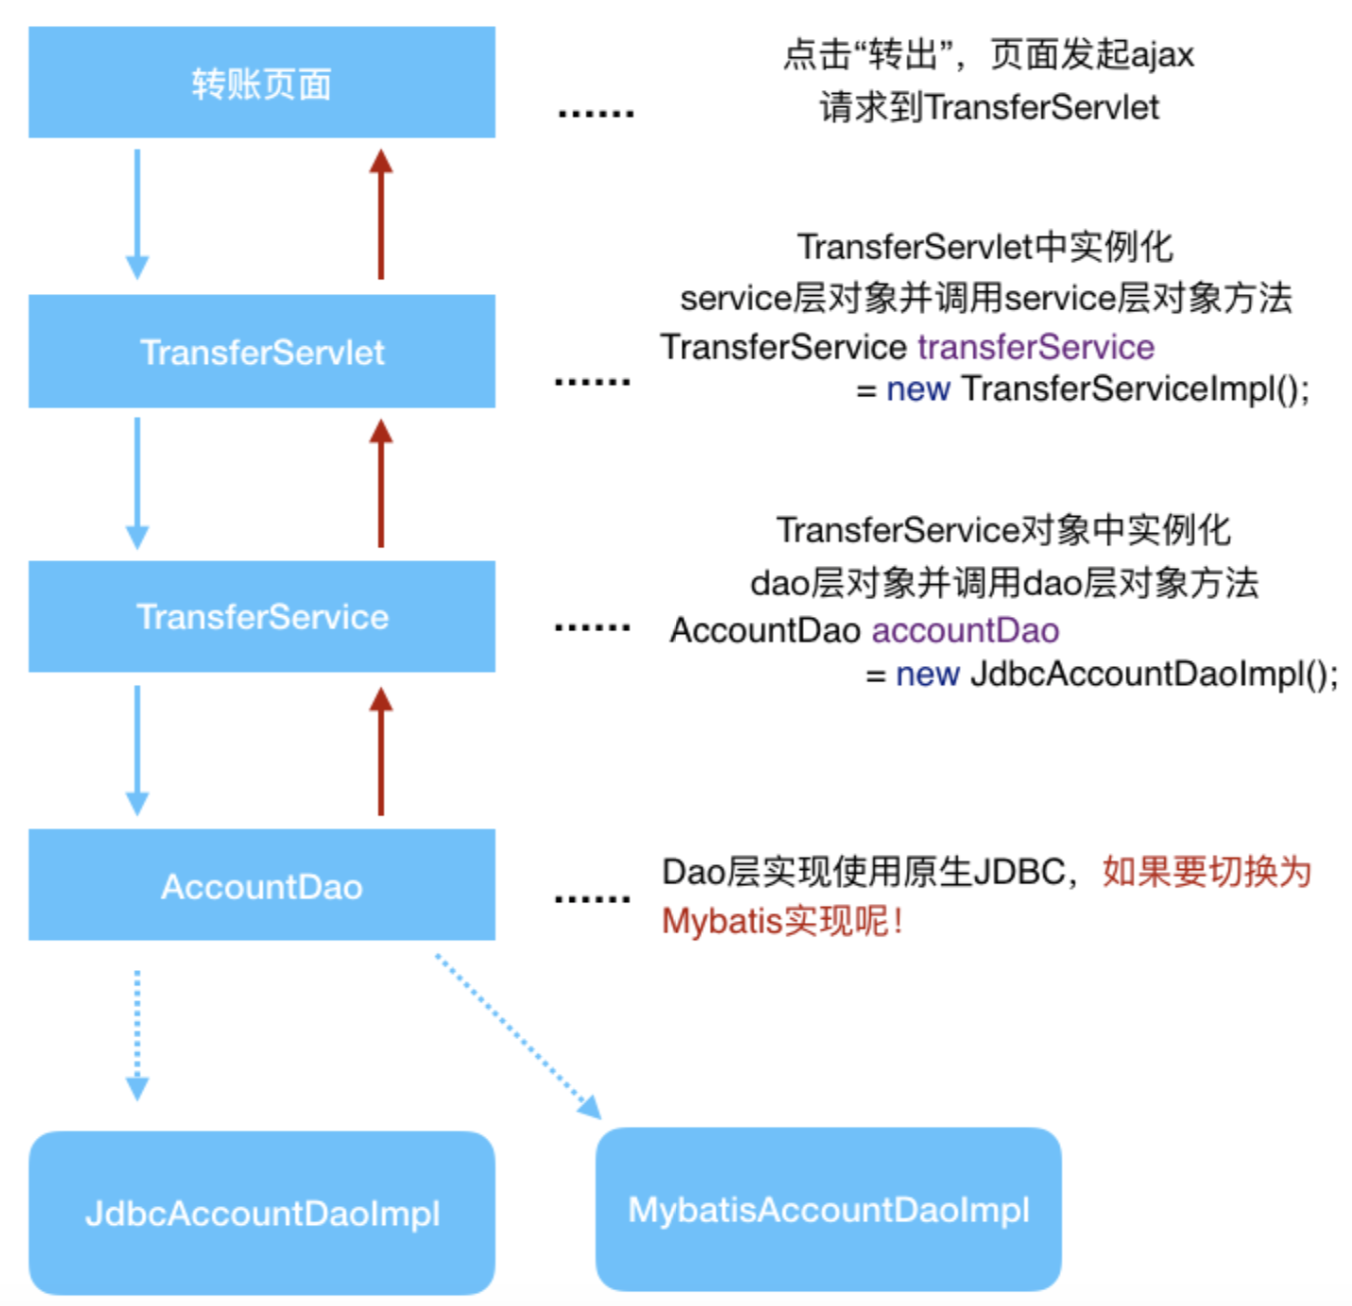 转账页面
......
点击“转出”，页面发起ajax
请求到TransferServlet
TransferServlet
......
TransferServlet中实例化
service层对象并调用service层对象方法
TransferService transferService
= new TransferServiceImpl();
TransferService
......
TransferService对象中实例化
dao层对象并调用dao层对象方法
AccountDao accountDao
= new JdbcAccountDaoImpl();
AccountDao
......
Dao层实现使用原生JDBC，如果要切换为
Mybatis实现呢！
JdbcAccountDaoImpl
MybatisAccountDaoImpl